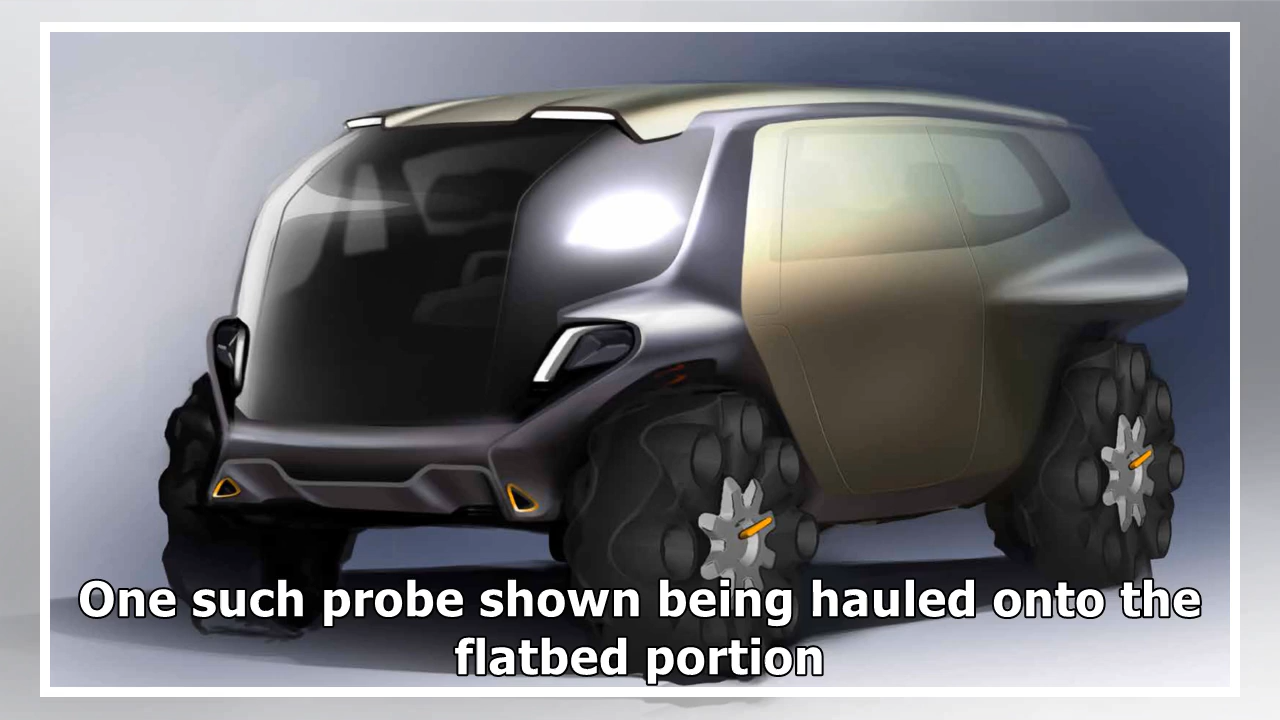 One such probe shown being hauled onto the
flatbed portion